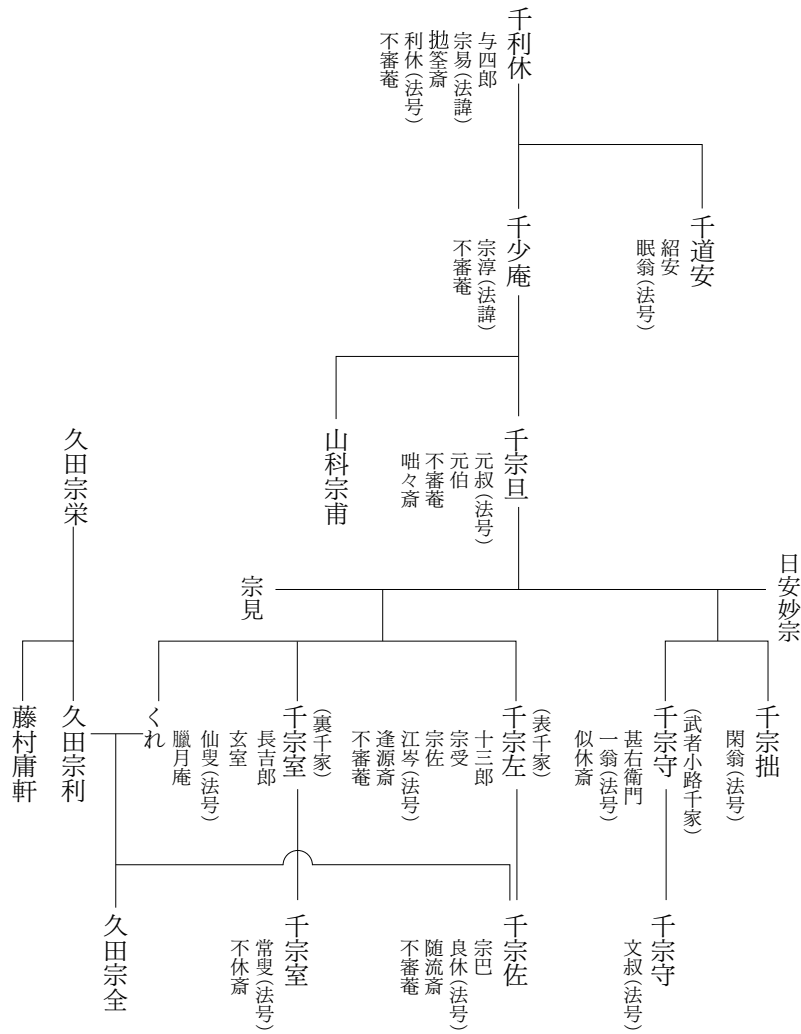 千利休
与四郎
宗易(法諱)
抛筌斎
利休(法号)
不審菴
千道安
紹安
眠翁(法号)
千少庵
宗淳(法諱)
不審菴
千宗旦
元叔(法号)
元伯
不審菴
咄々斎
山科宗甫
久田宗栄
日安妙宗
宗見
千宗拙
閑翁(法号)
(武者小路千家)
千宗守
甚右衛門
一翁(法号)
似休斎
(表千家)
千宗左
十三郎
宗受
宗佐
江岑(法号)
逢源斎
不審菴
(裏千家)
千宗室
長吉郎
玄室
仙叟(法号)
臘月庵
くれ
久田宗利
藤村庸軒
千宗守
文叔(法号)
千宗佐
宗巴
良休(法号)
随流斎
不審菴
千宗室
常叟(法号)
不休斎
久田宗全